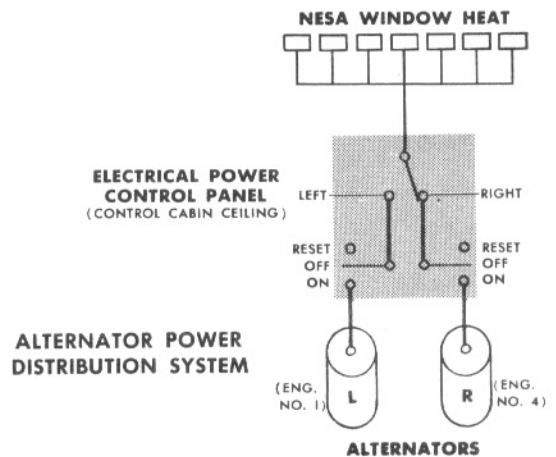 NESA WINDOW HEAT
ELECTRICAL POWER
CONTROL PANEL
(CONTROL CABIN CEILING)
LEFT
RIGHT
RESET
OFF
ON
RESET
OFF
ON
ALTERNATOR POWER
DISTRIBUTION SYSTEM
(ENG.
NO. 1)
L
R
(ENG.
NO. 4)
ALTERNATORS